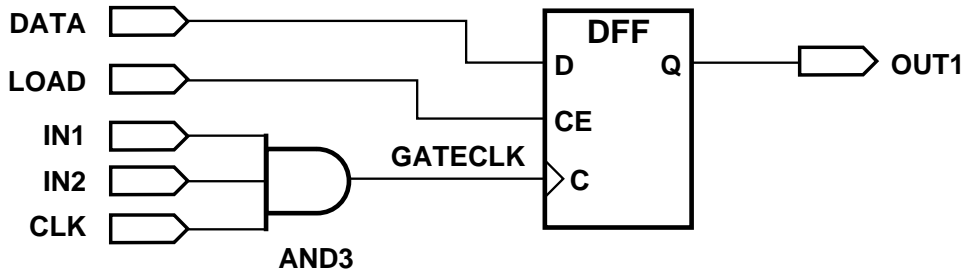 DATA
LOAD
IN1
IN2
CLK
AND3
GATECLK
DFF
D
Q
CE
C
OUT1